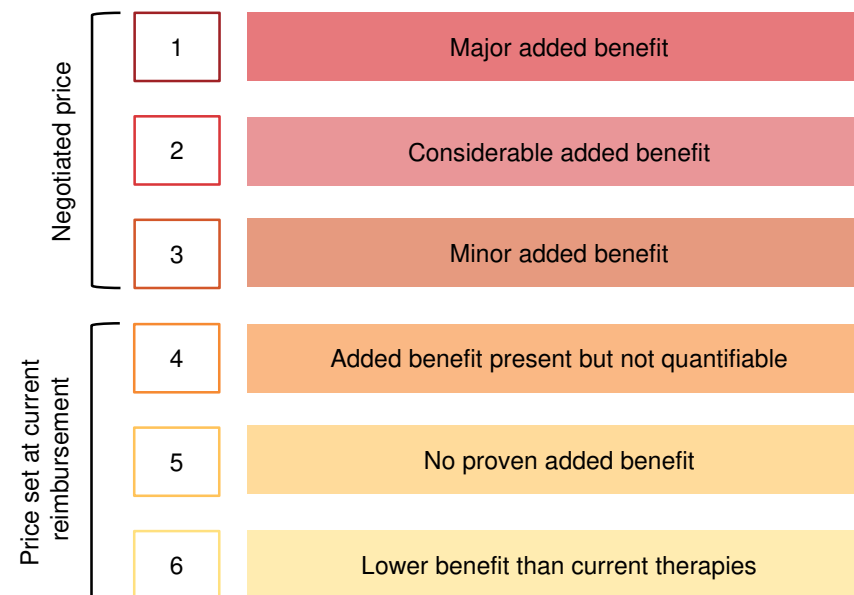 Negotiated price
1
Major added benefit
2
Considerable added benefit
3
Minor added benefit
Price set at current
reimbursement
4
Added benefit present but not quantifiable
5
No proven added benefit
6
Lower benefit than current therapies